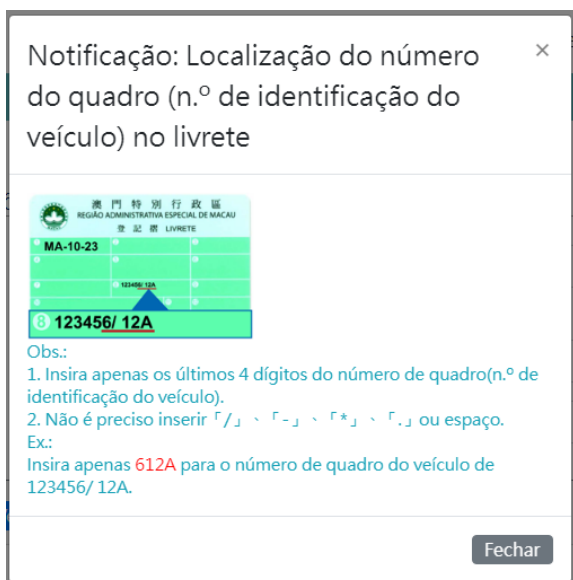 Notificação: Localização do número
×
do quadro (n.º de identificação do
veículo) no livrete
澳 門 特 別 行 政 區
REGIÃO ADMINISTRATIVA ESPECIAL DE MACAU
登 記 摺 LIVRETE
MA-10-23
123456/ 12A
⑧ 123456/ 12A
Obs.:
1. Insira apenas os últimos 4 dígitos do número de quadro(n.º de
identificação do veículo).
2. Não é preciso inserir「/」、「-」、「*」、「.」ou espaço.
Ex.:
Insira apenas 612A para o número de quadro do veículo de
123456/ 12A.
Fechar